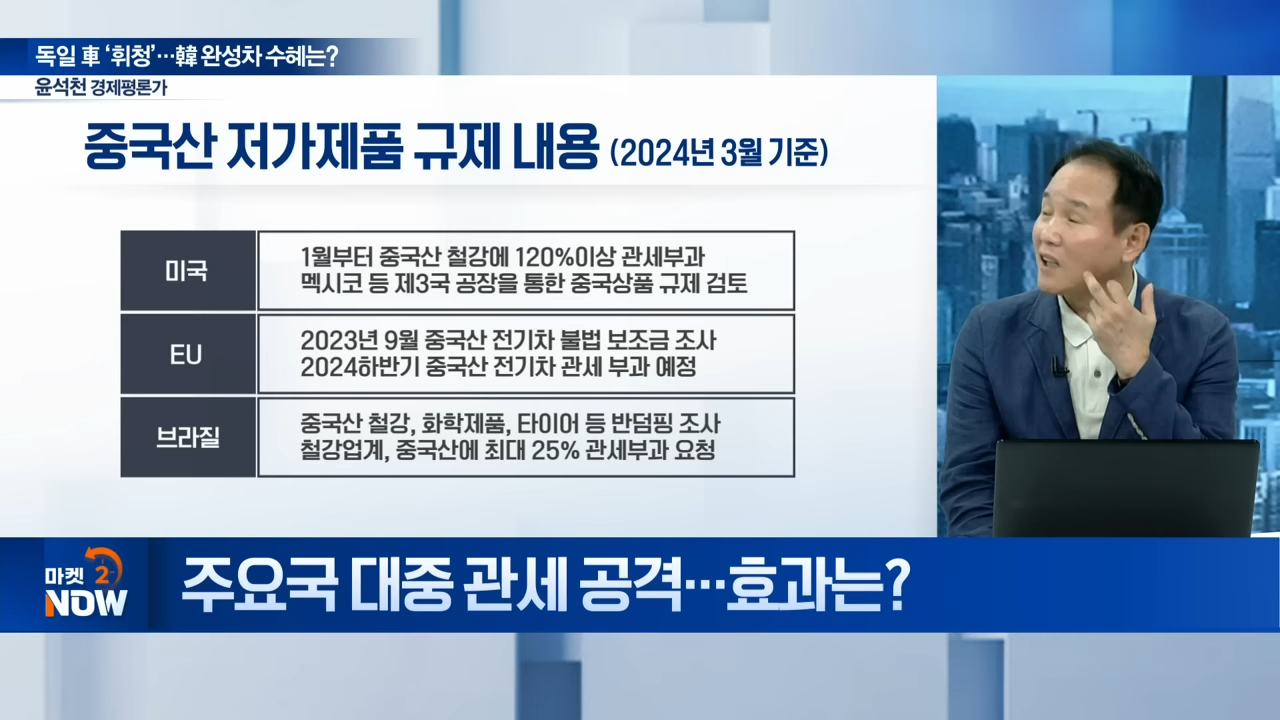 독일 車 ‘휘청’…韓 완성차 수혜는?
윤석천 경제평론가
중국산 저가제품 규제 내용 (2024년 3월 기준)
미국
1월부터 중국산 철강에 120%이상 관세부과
멕시코 등 제3국 공장을 통한 중국상품 규제 검토
EU
2023년 9월 중국산 전기차 불법 보조금 조사
2024하반기 중국산 전기차 관세 부과 예정
브라질
중국산 철강, 화학제품, 타이어 등 반덤핑 조사
철강업계, 중국산에 최대 25% 관세부과 요청
마켓 2
NOW
주요국 대중 관세 공격…효과는?